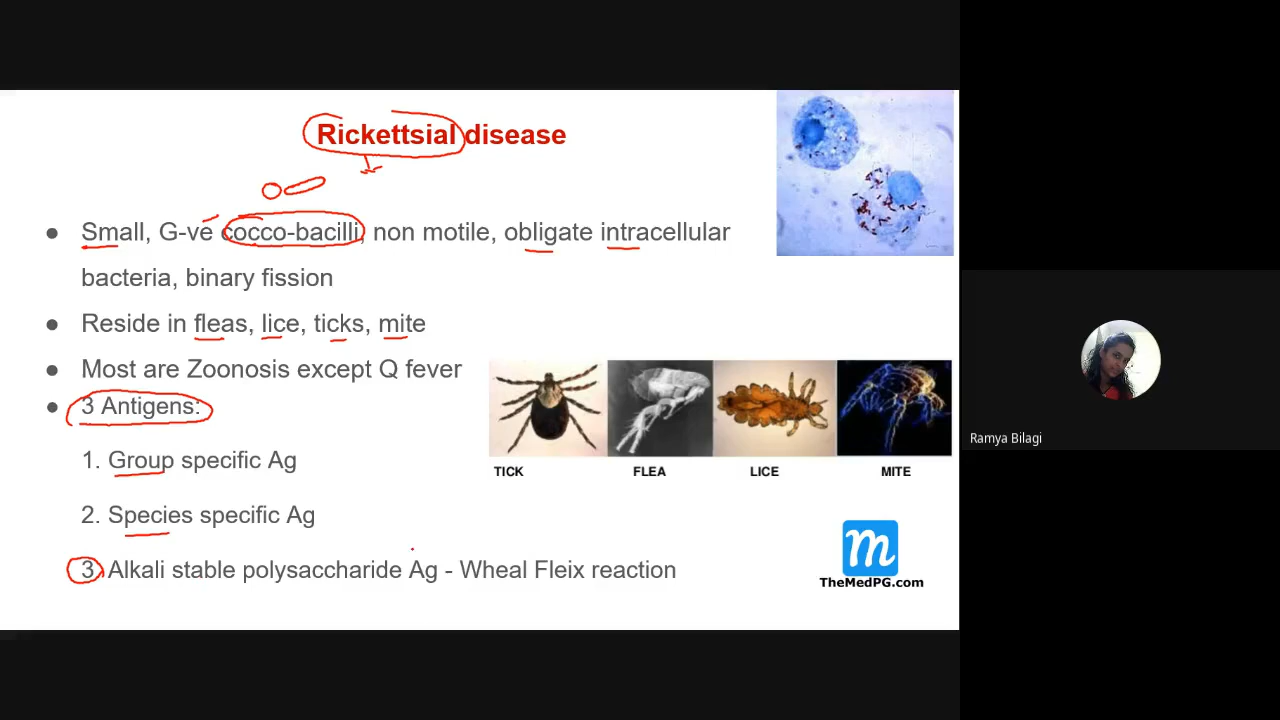 Rickettsial disease
● Small, G-ve cocco-bacilli, non motile, obligate intracellular
bacteria, binary fission
● Reside in fleas, lice, ticks, mite
● Most are Zoonosis except Q fever
● 3 Antigens:
1. Group specific Ag
2. Species specific Ag
3. Alkali stable polysaccharide Ag - Wheal Fleix reaction
TICK FLEA LICE MITE
m
TheMedPG.com
Ramya Bilagi